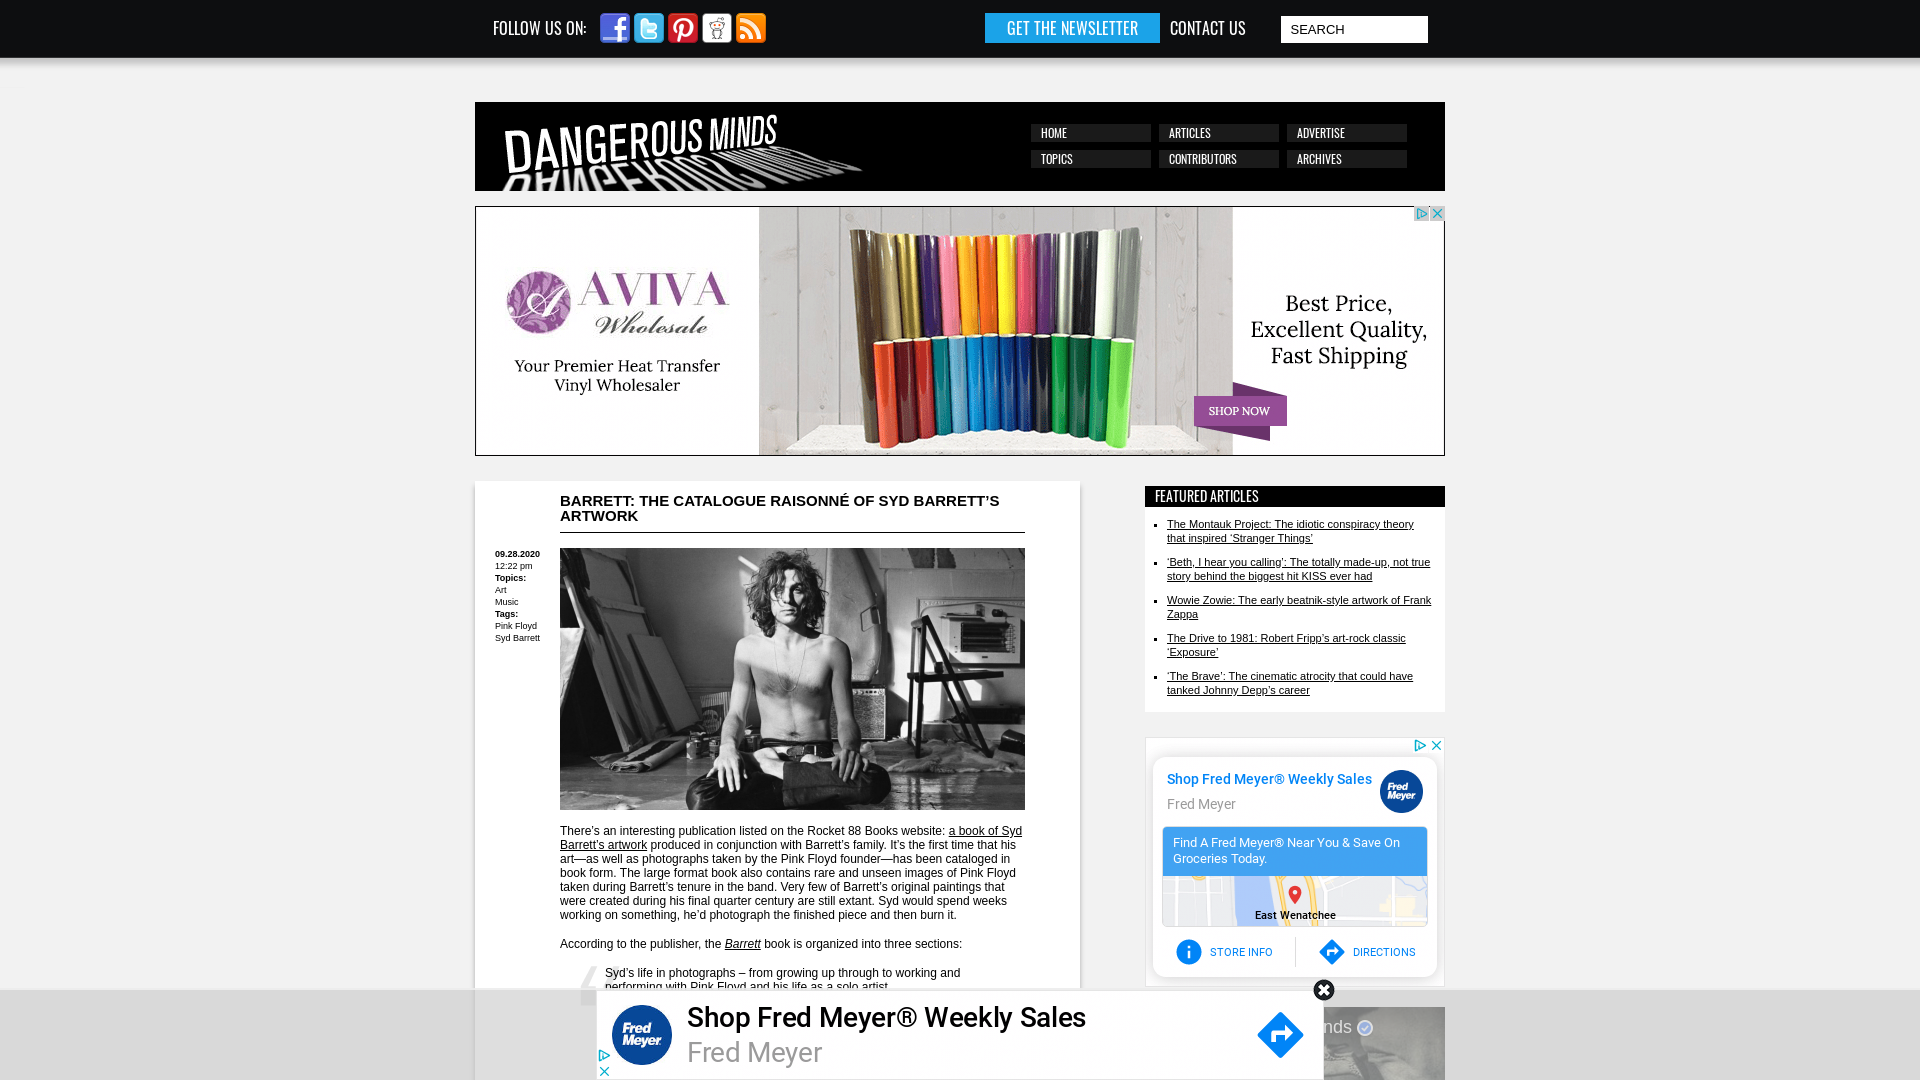 FOLLOW US ON:
GET THE NEWSLETTER
CONTACT US
SEARCH
DANGEROUS MINDS
HOME
ARTICLES
ADVERTISE
TOPICS
CONTRIBUTORS
ARCHIVES
AVIVA
Wholesale
Your Premier Heat Transfer
Vinyl Wholesaler
Best Price,
Excellent Quality,
Fast Shipping
SHOP NOW
BARRETT: THE CATALOGUE RAISONNÉ OF SYD BARRETT’S
ARTWORK
09.28.2020
12:22 pm
Topics:
Art
Music
Tags:
Pink Floyd
Syd Barrett
There’s an interesting publication listed on the Rocket 88 Books website: a book of Syd
Barrett’s artwork produced in conjunction with Barrett’s family. It’s the first time that his
art—as well as photographs taken by the Pink Floyd founder—has been cataloged in
book form. The large format book also contains rare and unseen images of Pink Floyd
taken during Barrett’s tenure in the band. Very few of Barrett’s original paintings that
were created during his final quarter century are still extant. Syd would spend weeks
working on something, he’d photograph the finished piece and then burn it.
According to the publisher, the Barrett book is organized into three sections:
Syd’s life in photographs – from growing up through to working and
performing with Pink Floyd and his life as a solo artist
FEATURED ARTICLES
The Montauk Project: The idiotic conspiracy theory
that inspired ‘Stranger Things’
‘Beth, I hear you calling’: The totally made-up, not true
story behind the biggest hit KISS ever had
Wowie Zowie: The early beatnik-style artwork of Frank
Zappa
The Drive to 1981: Robert Fripp’s art-rock classic
‘Exposure’
‘The Brave’: The cinematic atrocity that could have
tanked Johnny Depp’s career
Shop Fred Meyer® Weekly Sales
Fred Meyer
Fred
Meyer
Find A Fred Meyer® Near You & Save On
Groceries Today.
East Wenatchee
STORE INFO
DIRECTIONS
Fred
Meyer
Shop Fred Meyer® Weekly Sales
Fred Meyer
nds